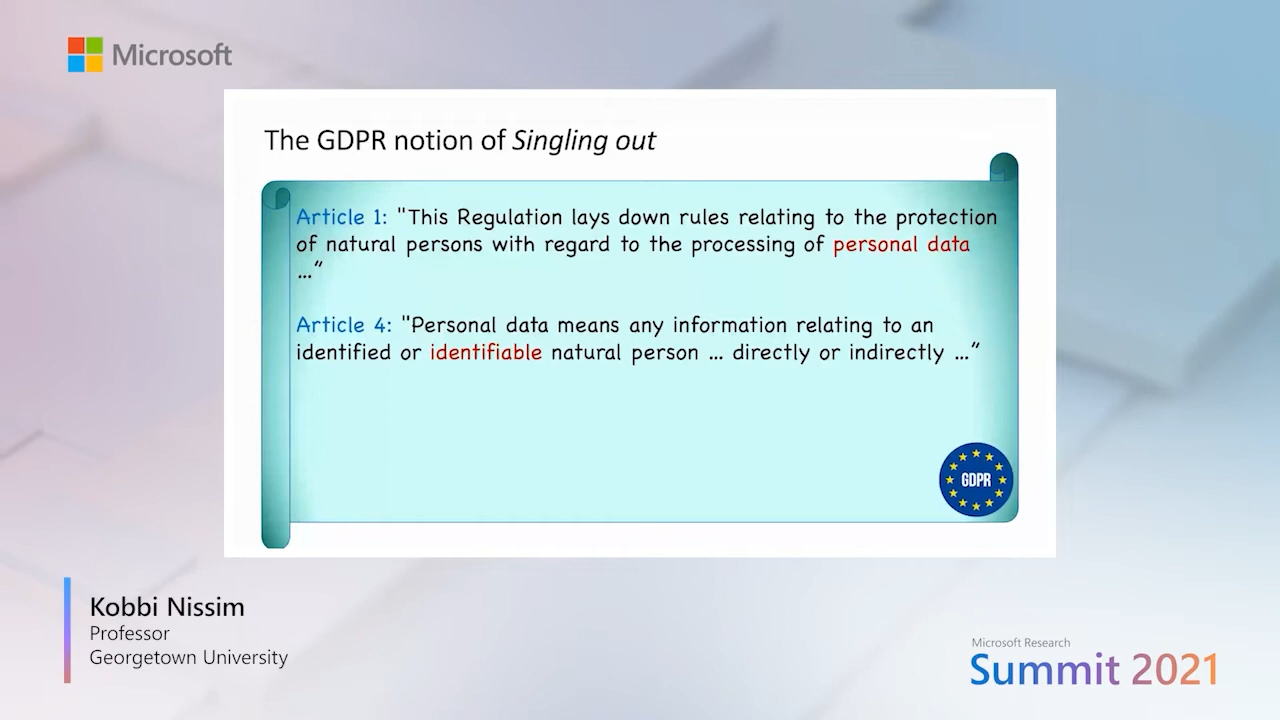 Microsoft
The GDPR notion of Singling out
Article 1: "This Regulation lays down rules relating to the protection
of natural persons with regard to the processing of personal data
..."
Article 4: "Personal data means any information relating to an
identified or identifiable natural person ... directly or indirectly ..."
GDPR
Kobbi Nissim
Professor
Georgetown University
Microsoft Research
Summit 2021